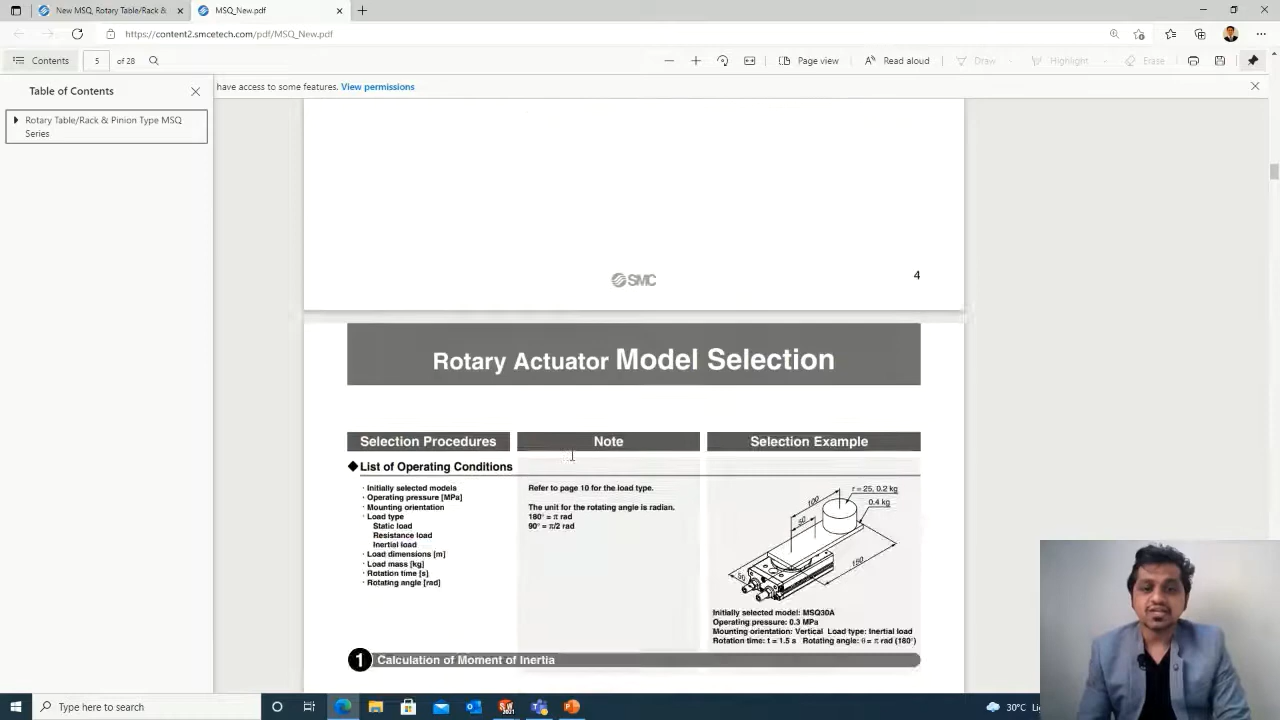 New MSQ, Rotary Table/Rack &
MSQ_New.pdf
https://content2.smcetech.com/pdf/MSQ_New.pdf
Contents
5
of 28
Page view
Read aloud
Draw
Highlight
Erase
Table of Contents
have access to some features. View permissions
Rotary Table/Rack & Pinion Type MSQ
Series
SMC
4
Rotary Actuator Model Selection
Selection Procedures
Note
Selection Example
◆List of Operating Conditions
· Initially selected models
· Operating pressure [MPa]
· Mounting orientation
· Load type
Static load
Resistance load
Inertial load
· Load dimensions [m]
· Load mass [kg]
· Rotation time [s]
· Rotating angle [rad]
Refer to page 10 for the load type.
The unit for the rotating angle is radian.
180° = π rad
90° = π/2 rad
r = 25, 0.2 kg
0.4 kg
100
50
Initially selected model: MSQ30A
Operating pressure: 0.3 MPa
Mounting orientation: Vertical Load type: Inertial load
Rotation time: t = 1.5 s Rotating angle: θ = π rad (180°)
1 Calculation of Moment of Inertia
Type here to search
30°C